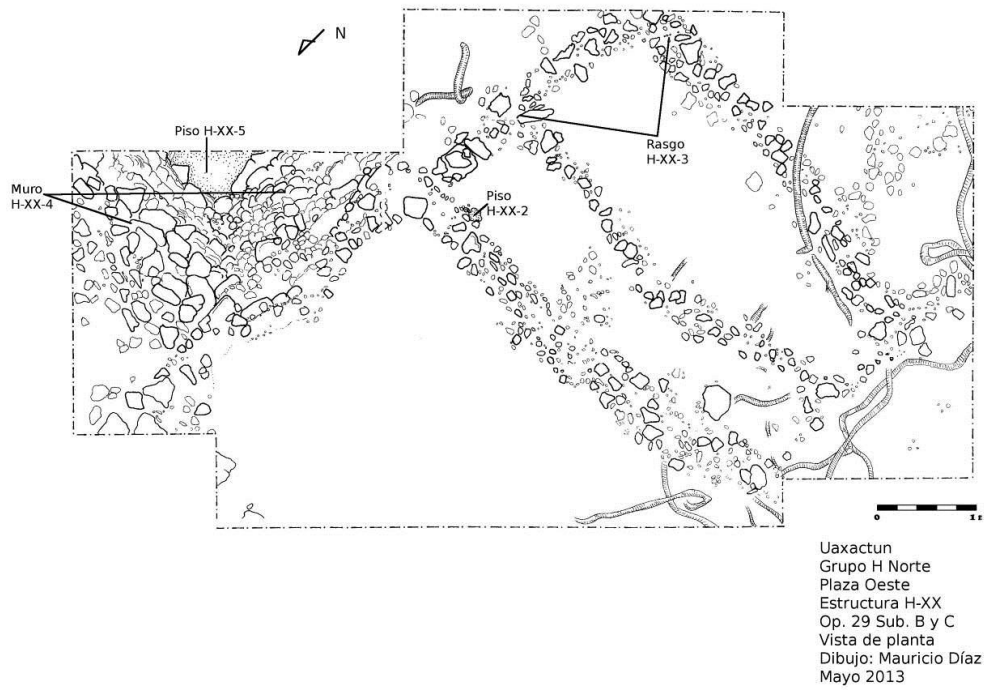 N
Piso H-XX-5
Muro
H-XX-4
Rasgo
H-XX-3
Piso
H-XX-2
0
Uaxactun
Grupo H Norte
Plaza Oeste
Estructura H-XX
Op. 29 Sub. B y C
Vista de planta
Dibujo: Mauricio Díaz
Mayo 2013